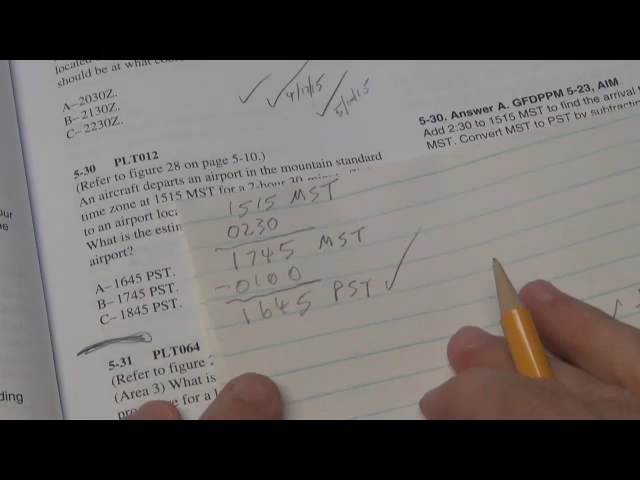 located
should be at what
A–2030Z.
B–2130Z.
C–2230Z.
4/17/15
5/12/15
5-30 PLT012
(Refer to figure 28 on page 5-10.)
An aircraft departs an airport in the mountain standard
time zone at 1515 MST for a 2-hour 30
to an airport
What is the
airport?
A–1645 PST.
B–1745 PST.
C–1845 PST.
5-31 PLT064
(Refer to figure 2
(Area 3) What is
for a
5-30. Answer A. GFDPPM 5-23, AIM
Add 2:30 to 1515 MST to find the arrival
MST. Convert MST to PST by
1515 MST
0230
1745 MST
-0100
1645 PST
our
e
ding